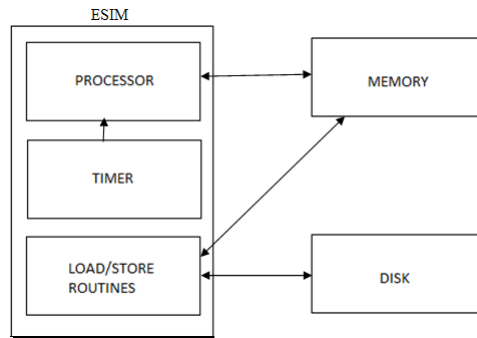 ESIM
PROCESSOR
MEMORY
TIMER
LOAD/STORE
ROUTINES
DISK